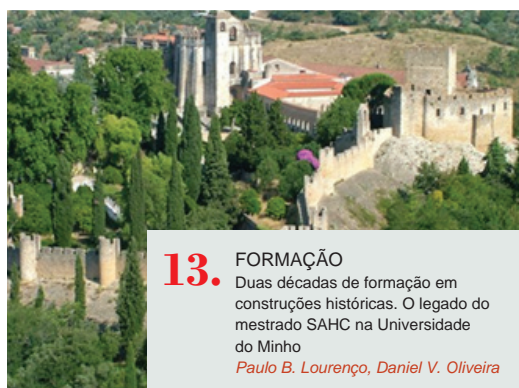 13.
FORMAÇÃO
Duas décadas de formação em
construções históricas. O legado do
mestrado SAHC na Universidade
do Minho
Paulo B. Lourenço, Daniel V. Oliveira